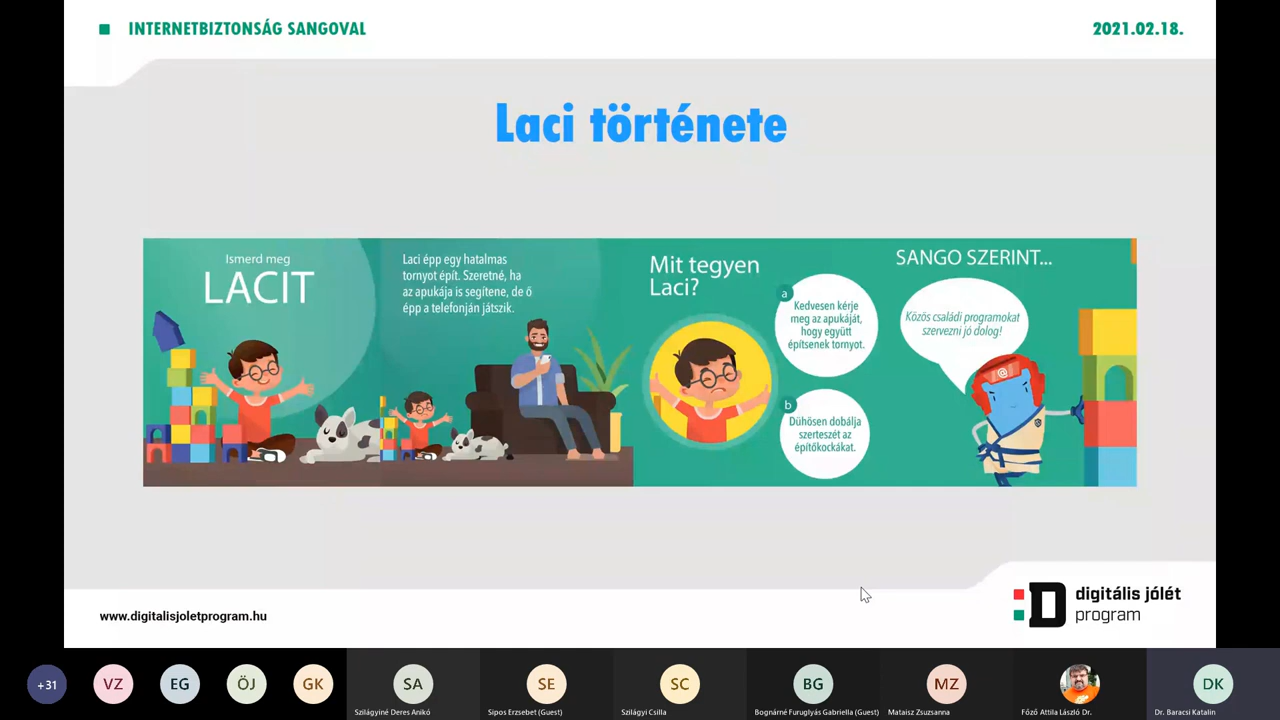 INTERNETBIZTONSÁG SANGOVAL
2021.02.18.
Laci története
Ismerd meg
LACIT
Laci épp egy hatalmas
tornyot épít. Szeretné, ha
az apukája is segítene, de ő
épp a telefonján játszik.
Mit tegyen
Laci?
a
Kedvesen kérje
meg az apukáját,
hogy együtt
építsenek tornyot.
b
Dühösen dobálja
szerteszét az
építőkockákat.
SANGO SZERINT...
Közös családi programokat
szervezni jó dolog!
@
www.digitalisjoletprogram.hu
digitális jólét
program
+31
VZ
EG
ÖJ
GK
SA
SE
SC
BG
MZ
DK
Szilágyiné Deres Anikó
Sipos Erzsebet (Guest)
Szilágyi Csilla
Bognárné Furuglyás Gabriella (Guest)
Mataisz Zsuzsanna
Főző Attila László Dr.
Dr. Baracsi Katalin